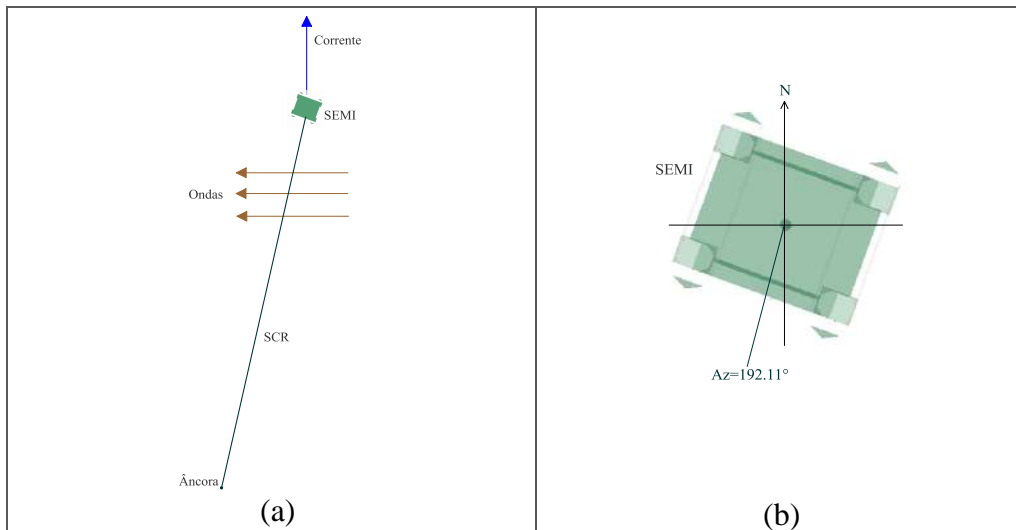 Corrente
SEMI
Ondas
SCR
Âncora
(a)
N
SEMI
Az=192.11°
(b)